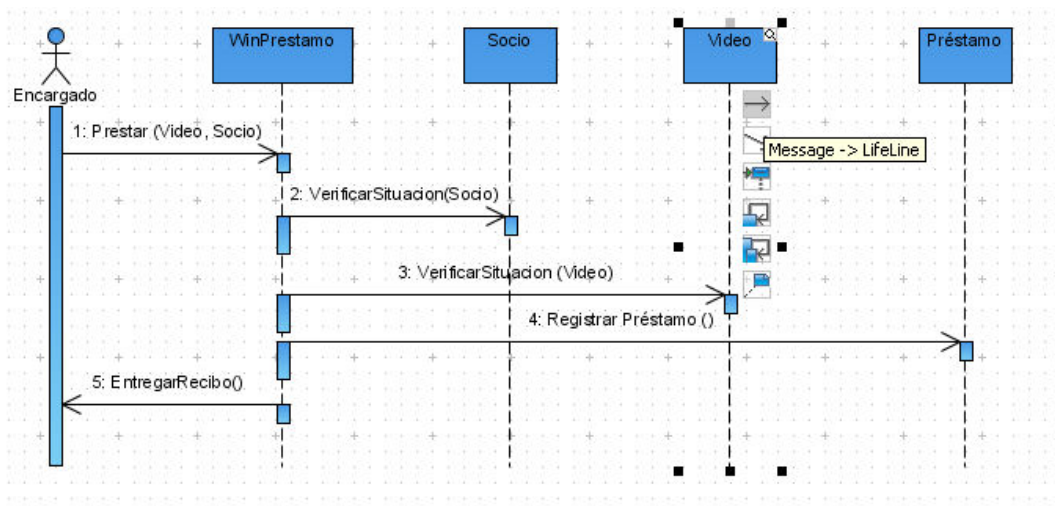 WinPrestamo
Socio
Video
Préstamo
Encargado
1: Prestar (Video, Socio)
Message -> LifeLine
2: VerificarSituacion(Socio)
3: VerificarSituacion (Video)
4: Registrar Préstamo ()
5: EntregarRecibo()